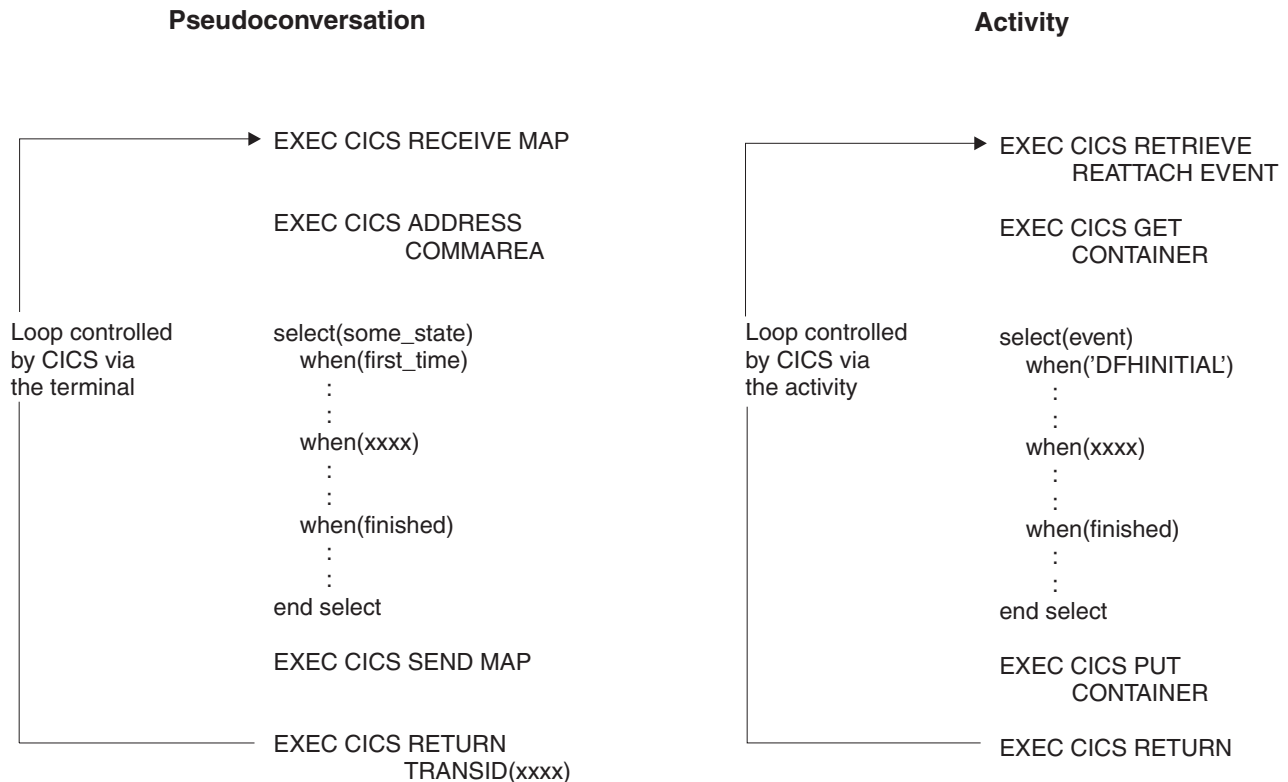 Pseudoconversation
EXEC CICS RECEIVE MAP
EXEC CICS ADDRESS
COMMAREA
Loop controlled
by CICS via
the terminal
select(some_state)
when(first_time)
:
:
when(xxxx)
:
:
when(finished)
:
:
end select
EXEC CICS SEND MAP
EXEC CICS RETURN
TRANSID(xxxx)
Activity
EXEC CICS RETRIEVE
REATTACH EVENT
EXEC CICS GET
CONTAINER
Loop controlled
by CICS via
the activity
select(event)
when('DFHINITIAL')
:
:
when(xxxx)
:
:
when(finished)
:
:
end select
EXEC CICS PUT
CONTAINER
EXEC CICS RETURN